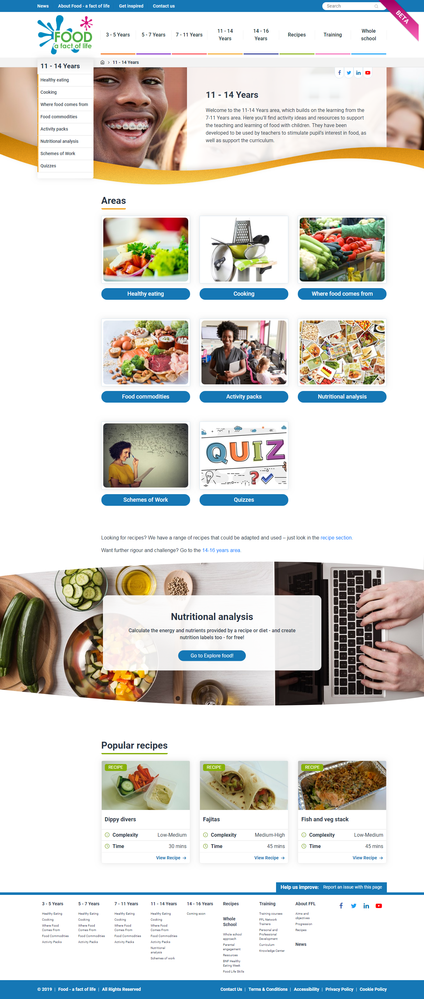 News
About Food - a fact of life
Get inspired
Contact us
Search
BETA
FOOD
a fact of life
3 - 5 Years
5 - 7 Years
7 - 11 Years
11 - 14
Years
14 - 16
Years
Recipes
Training
Whole
school
11 - 14 Years
11 - 14 Years
Healthy eating
Cooking
Where food comes from
Food commodities
Activity packs
Nutritional analysis
Schemes of Work
Quizzes
11 - 14 Years
Welcome to the 11-14 Years area, which builds on the learning from the
7-11 Years area. Here you'll find activity ideas and resources to support
the teaching and learning of food with children. They have been
developed to be used by teachers to stimulate pupil's interest in food, as
well as support the curriculum.
Areas
Healthy eating
Cooking
Where food comes from
Food commodities
Activity packs
Nutritional analysis
QUIZ
Schemes of Work
Quizzes
Looking for recipes? We have a range of recipes that could be adapted and used – just look in the recipe section.
Want further rigour and challenge? Go to the 14-16 years area.
Nutritional analysis
Calculate the energy and nutrients provided by a recipe or diet - and create
nutrition labels too - for free!
Go to Explore food!
Popular recipes
RECIPE
Dippy divers
Complexity Low-Medium
Time 30 mins
View Recipe
RECIPE
Fajitas
Complexity Medium-High
Time 45 mins
View Recipe
RECIPE
Fish and veg stack
Complexity Low-Medium
Time 45 mins
View Recipe
Help us improve: Report an issue with this page
3 - 5 Years
Healthy Eating
Cooking
Where Food
Comes From
Food Commodities
Activity Packs
5 - 7 Years
Healthy Eating
Cooking
Where Food
Comes From
Food Commodities
Activity Packs
7 - 11 Years
Healthy Eating
Cooking
Where Food
Comes From
Food Commodities
Activity Packs
11 - 14 Years
Healthy Eating
Cooking
Where Food
Comes From
Food Commodities
Activity Packs
Nutritional
analysis
Schemes of work
14 - 16 Years
Coming soon
Recipes
Whole
School
Whole school
approach
Parental
engagement
Resources
BNF Healthy
Eating Week
Food Life Skills
Training
Training courses
FFL Network
Trainers
Personal and
Professional
Development
Curriculum
Knowledge Center
About FFL
Aims and
objectives
Progression
Recipes
News
© 2019 | Food - a fact of life | All Rights Reserved
Contact Us | Terms & Conditions | Accessibility | Privacy Policy | Cookie Policy